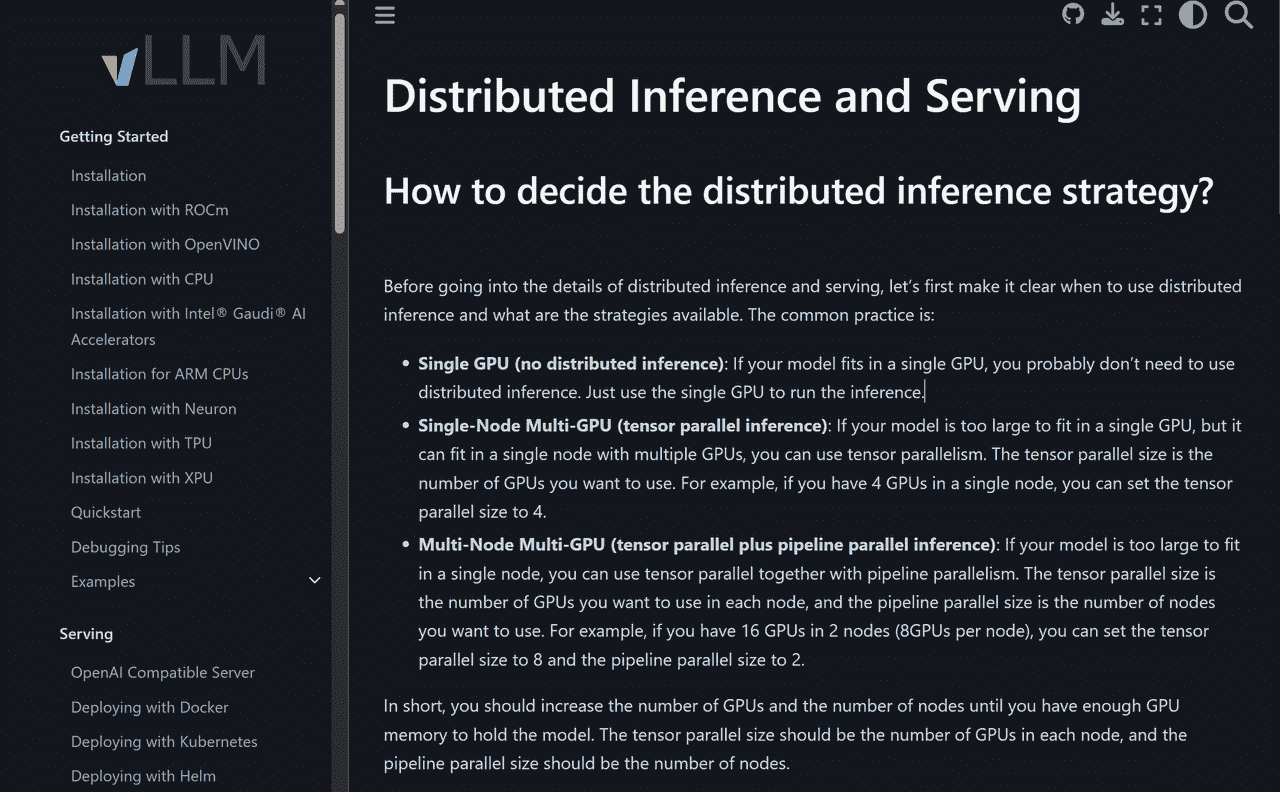 vLLM
Getting Started
Installation
Installation with ROCm
Installation with OpenVINO
Installation with CPU
Installation with Intel® Gaudi® AI
Accelerators
Installation for ARM CPUs
Installation with Neuron
Installation with TPU
Installation with XPU
Quickstart
Debugging Tips
Examples
Serving
OpenAI Compatible Server
Deploying with Docker
Deploying with Kubernetes
Deploying with Helm
Distributed Inference and Serving
How to decide the distributed inference strategy?
Before going into the details of distributed inference and serving, let’s first make it clear when to use distributed
inference and what are the strategies available. The common practice is:
• Single GPU (no distributed inference): If your model fits in a single GPU, you probably don’t need to use
distributed inference. Just use the single GPU to run the inference.
• Single-Node Multi-GPU (tensor parallel inference): If your model is too large to fit in a single GPU, but it
can fit in a single node with multiple GPUs, you can use tensor parallelism. The tensor parallel size is the
number of GPUs you want to use. For example, if you have 4 GPUs in a single node, you can set the tensor
parallel size to 4.
• Multi-Node Multi-GPU (tensor parallel plus pipeline parallel inference): If your model is too large to fit
in a single node, you can use tensor parallel together with pipeline parallelism. The tensor parallel size is
the number of GPUs you want to use in each node, and the pipeline parallel size is the number of nodes
you want to use. For example, if you have 16 GPUs in 2 nodes (8GPUs per node), you can set the tensor
parallel size to 8 and the pipeline parallel size to 2.
In short, you should increase the number of GPUs and the number of nodes until you have enough GPU
memory to hold the model. The tensor parallel size should be the number of GPUs in each node, and the
pipeline parallel size should be the number of nodes.